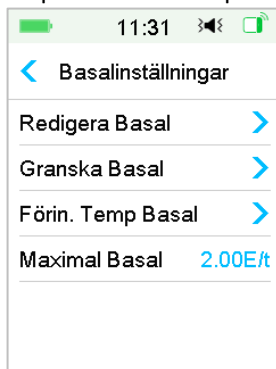 11:31
Basalinställningar
Redigera Basal
Granska Basal
Förin. Temp Basal
Maximal Basal 2.00E/t